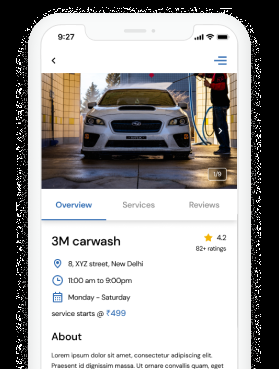 9:27
1/9
Overview Services Reviews
3M carwash
4.2
82+ ratings
8, XYZ street, New Delhi
11:00 am to 9:00pm
Monday - Saturday
service starts @ ₹499
About
Lorem ipsum dolor sit amet, consectetur adipiscing elit.
Praesent id dignissim massa. Ut ornare convallis quam, eget